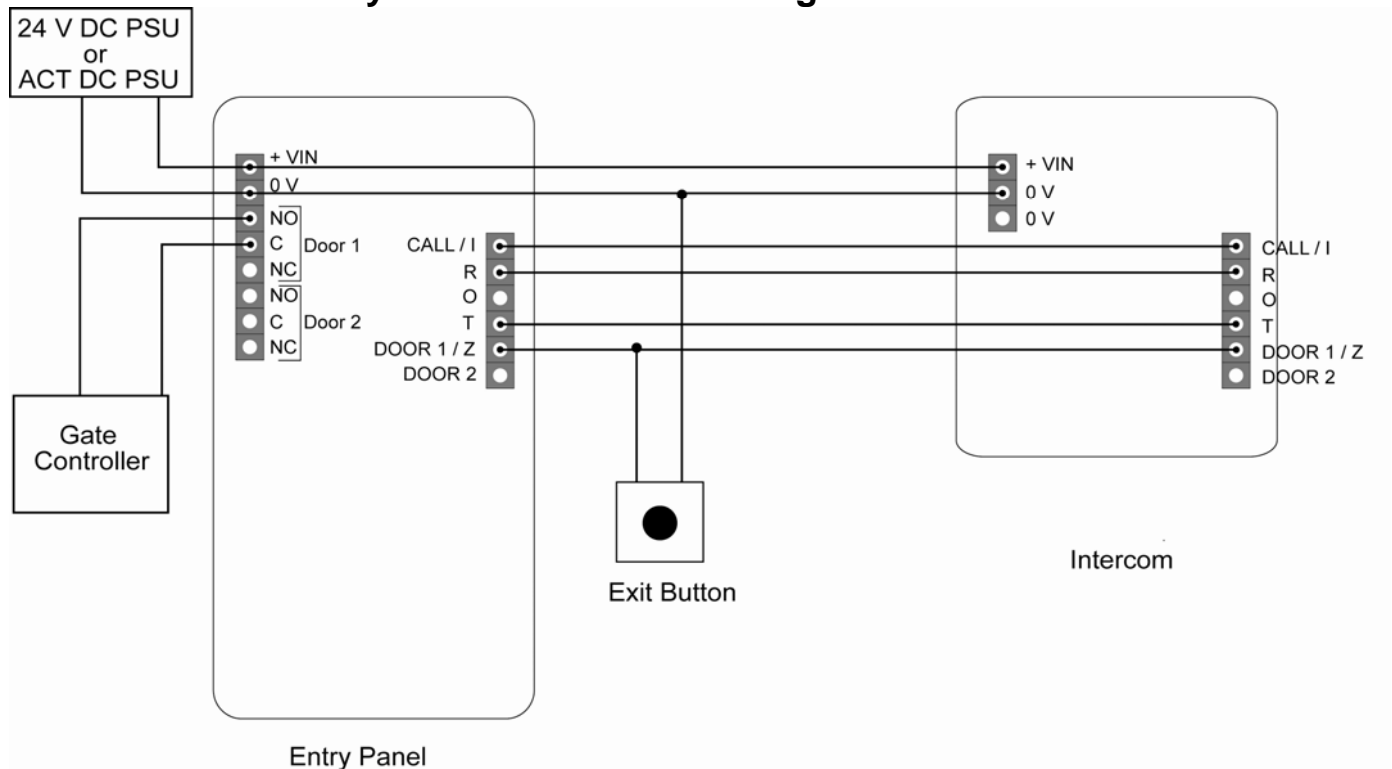 24 V DC PSU
or
ACT DC PSU
+ VIN
0 V
NO
C
NC
Door 1
NO
C
NC
Door 2
CALL / I
R
O
T
DOOR 1 / Z
DOOR 2
+ VIN
0 V
0 V
CALL / I
R
O
T
DOOR 1 / Z
DOOR 2
Gate
Controller
Exit Button
Intercom
Entry Panel